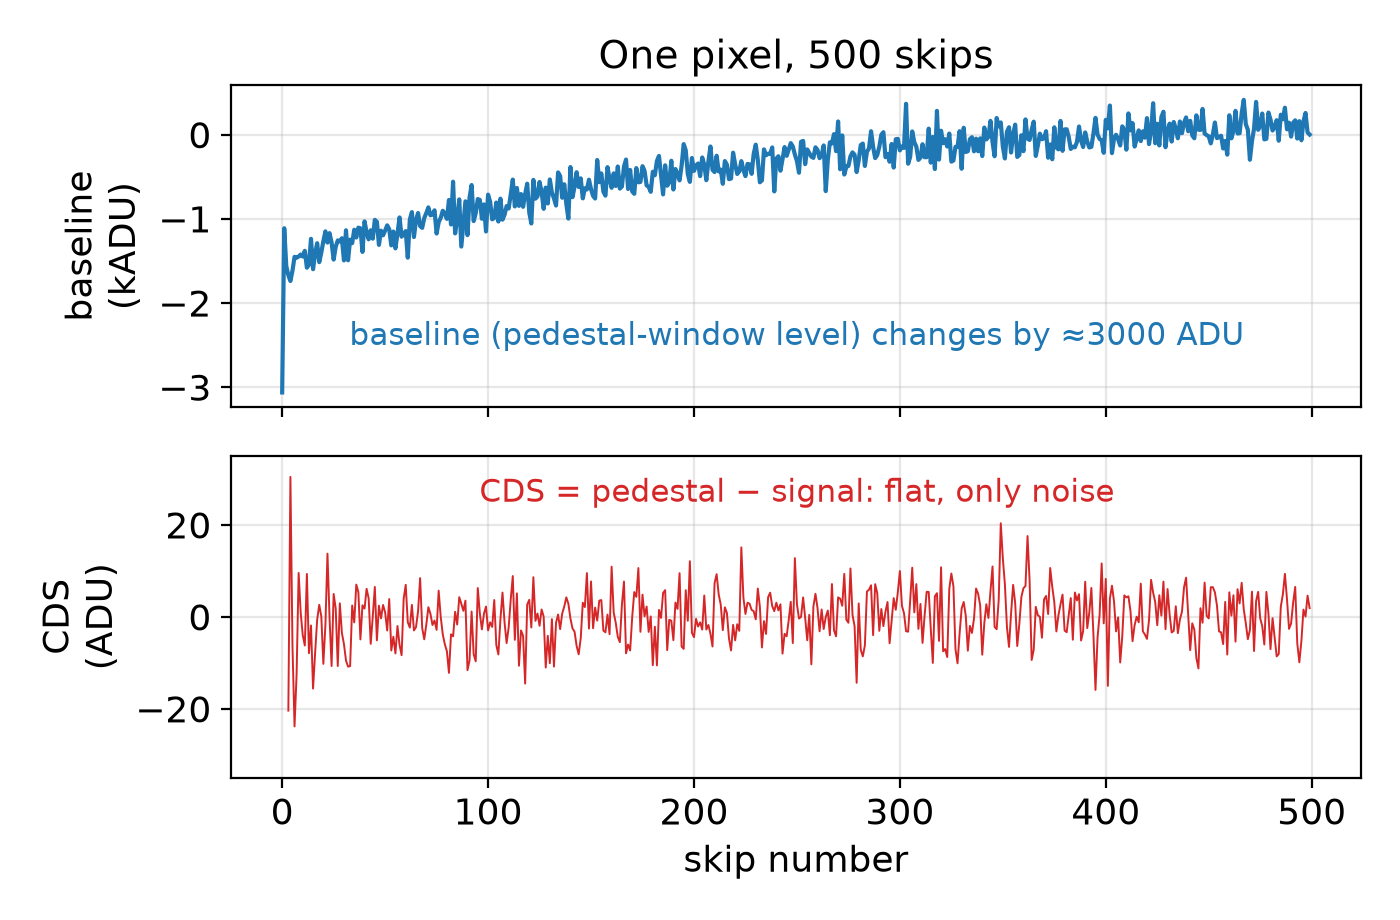 One pixel, 500 skips
baseline
(kADU)
0
−1
−2
−3
baseline (pedestal-window level) changes by ≈3000 ADU
CDS
(ADU)
20
0
−20
CDS = pedestal − signal: flat, only noise
0 100 200 300 400 500
skip number